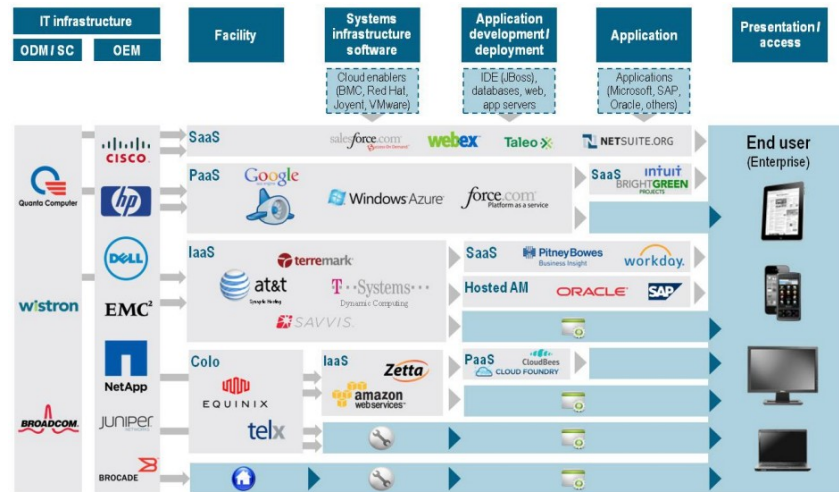 IT infrastructure
ODM / SC
OEM
Facility
Systems
infrastructure
software
Application
development /
deployment
Application
Presentation /
access
Cloud enablers
(BMC, Red Hat,
Joyent, VMware)
IDE (JBoss),
databases, web,
app servers
Applications
(Microsoft, SAP,
Oracle, others)
Quanta Computer
wistron
BROADCOM.
CISCO.
hp
DELL
EMC²
NetApp
JUNIPER
NETWORKS
BROCADE
SaaS
salesforce.com
webex
Taleo
NETSUITE.ORG
PaaS
Google
Windows Azure
force.com
Platform as a service
SaaS
intuit
BRIGHTGREEN
PROJECTS
IaaS
terremark
at&t
T··Systems···
Dynamic Computing
SAVVIS.
SaaS
PitneyBowes
Business Insight
workday.
Hosted AM
ORACLE
SAP
Colo
EQUINIX
telx
IaaS
Zetta
amazon
webservices
PaaS
CloudBees
CLOUD FOUNDRY
End user
(Enterprise)